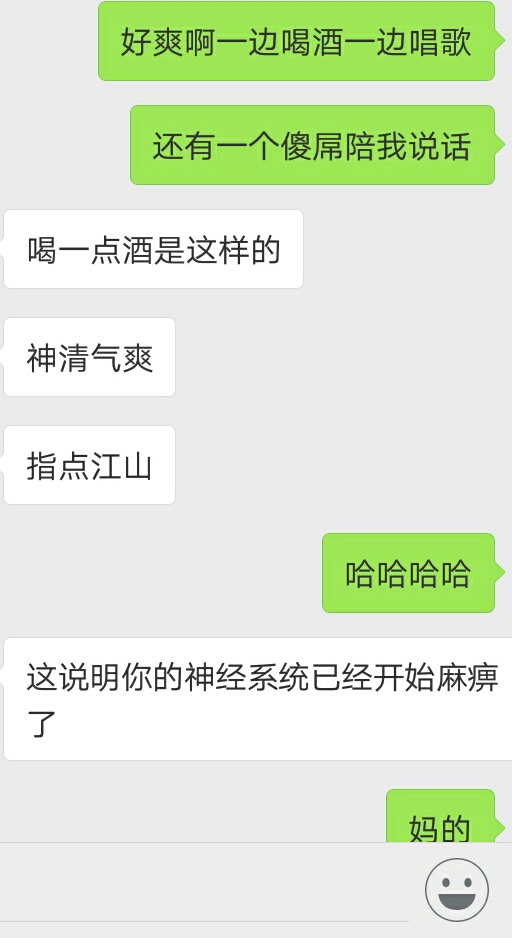 好爽啊一边喝酒一边唱歌
还有一个傻屌陪我说话
喝一点酒是这样的
神清气爽
指点江山
哈哈哈哈
这说明你的神经系统已经开始麻痹
了
妈的